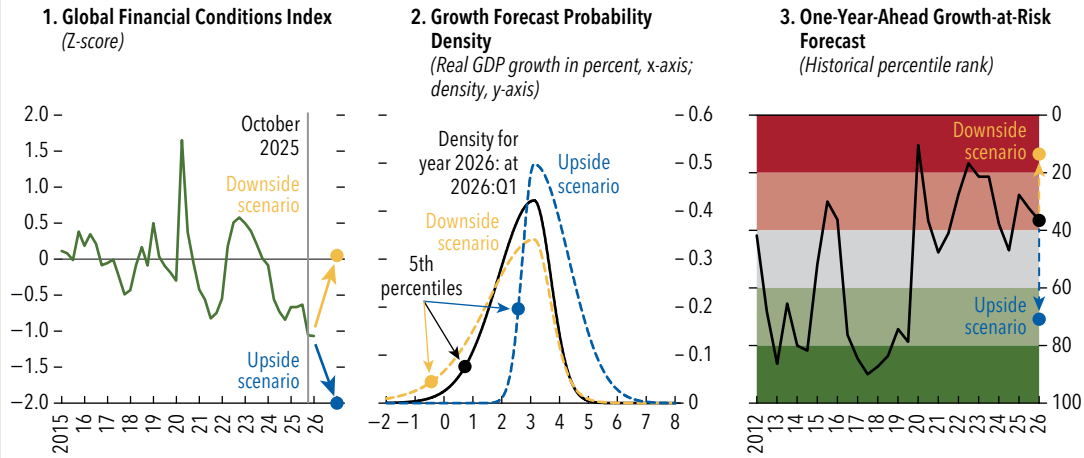 1. Global Financial Conditions Index
(Z-score)
2.0
1.5
1.0
0.5
0
−0.5
−1.0
−1.5
−2.0
October
2025
Downside
scenario
Upside
scenario
2015
16
17
18
19
20
21
22
23
24
25
26
2. Growth Forecast Probability
Density
(Real GDP growth in percent, x-axis;
density, y-axis)
Density for
year 2026: at
2026:Q1
Upside
scenario
Downside
scenario
5th
percentiles
0.6
0.5
0.4
0.3
0.2
0.1
0
−2 −1 0 1 2 3 4 5 6 7 8
3. One-Year-Ahead Growth-at-Risk
Forecast
(Historical percentile rank)
Downside
scenario
Upside
scenario
0
20
40
60
80
100
2012
13
14
15
16
17
18
19
20
21
22
23
24
25
26